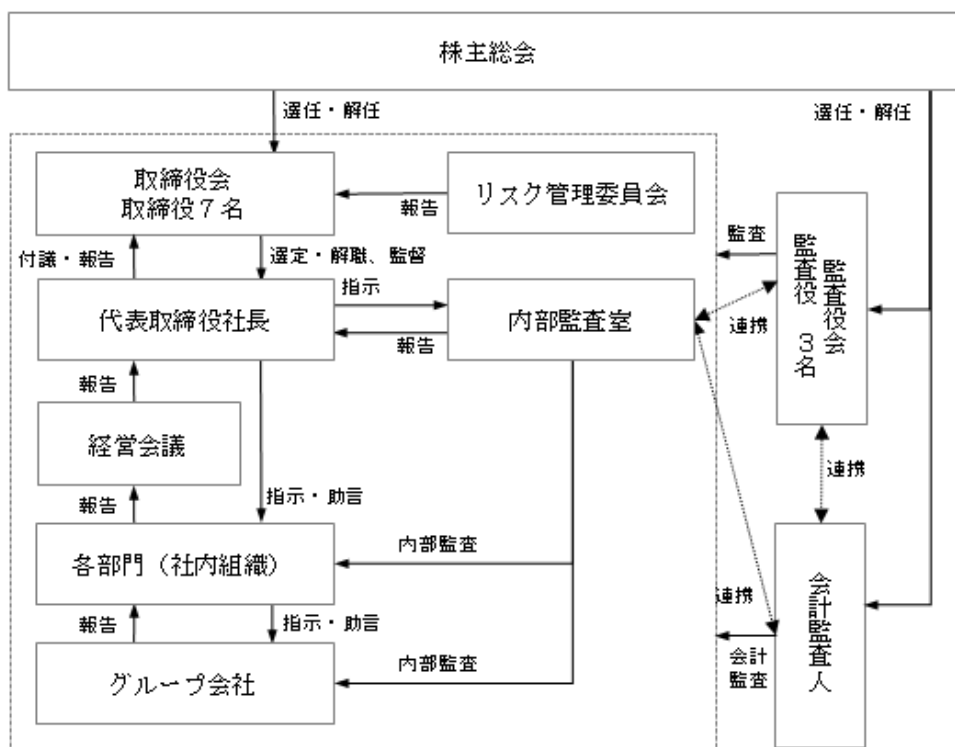 株主総会
選任・解任
選任・解任
取締役会
取締役７名
報告
リスク管理委員会
監査
監査役会
監査役　３名
付議・報告
選定・解職、監督
指示
代表取締役社長
報告
内部監査室
連携
報告
経営会議
連携
報告
指示・助言
各部門（社内組織）
内部監査
会計監査人
連携
報告
指示・助言
会計
監査
内部監査
グループ会社